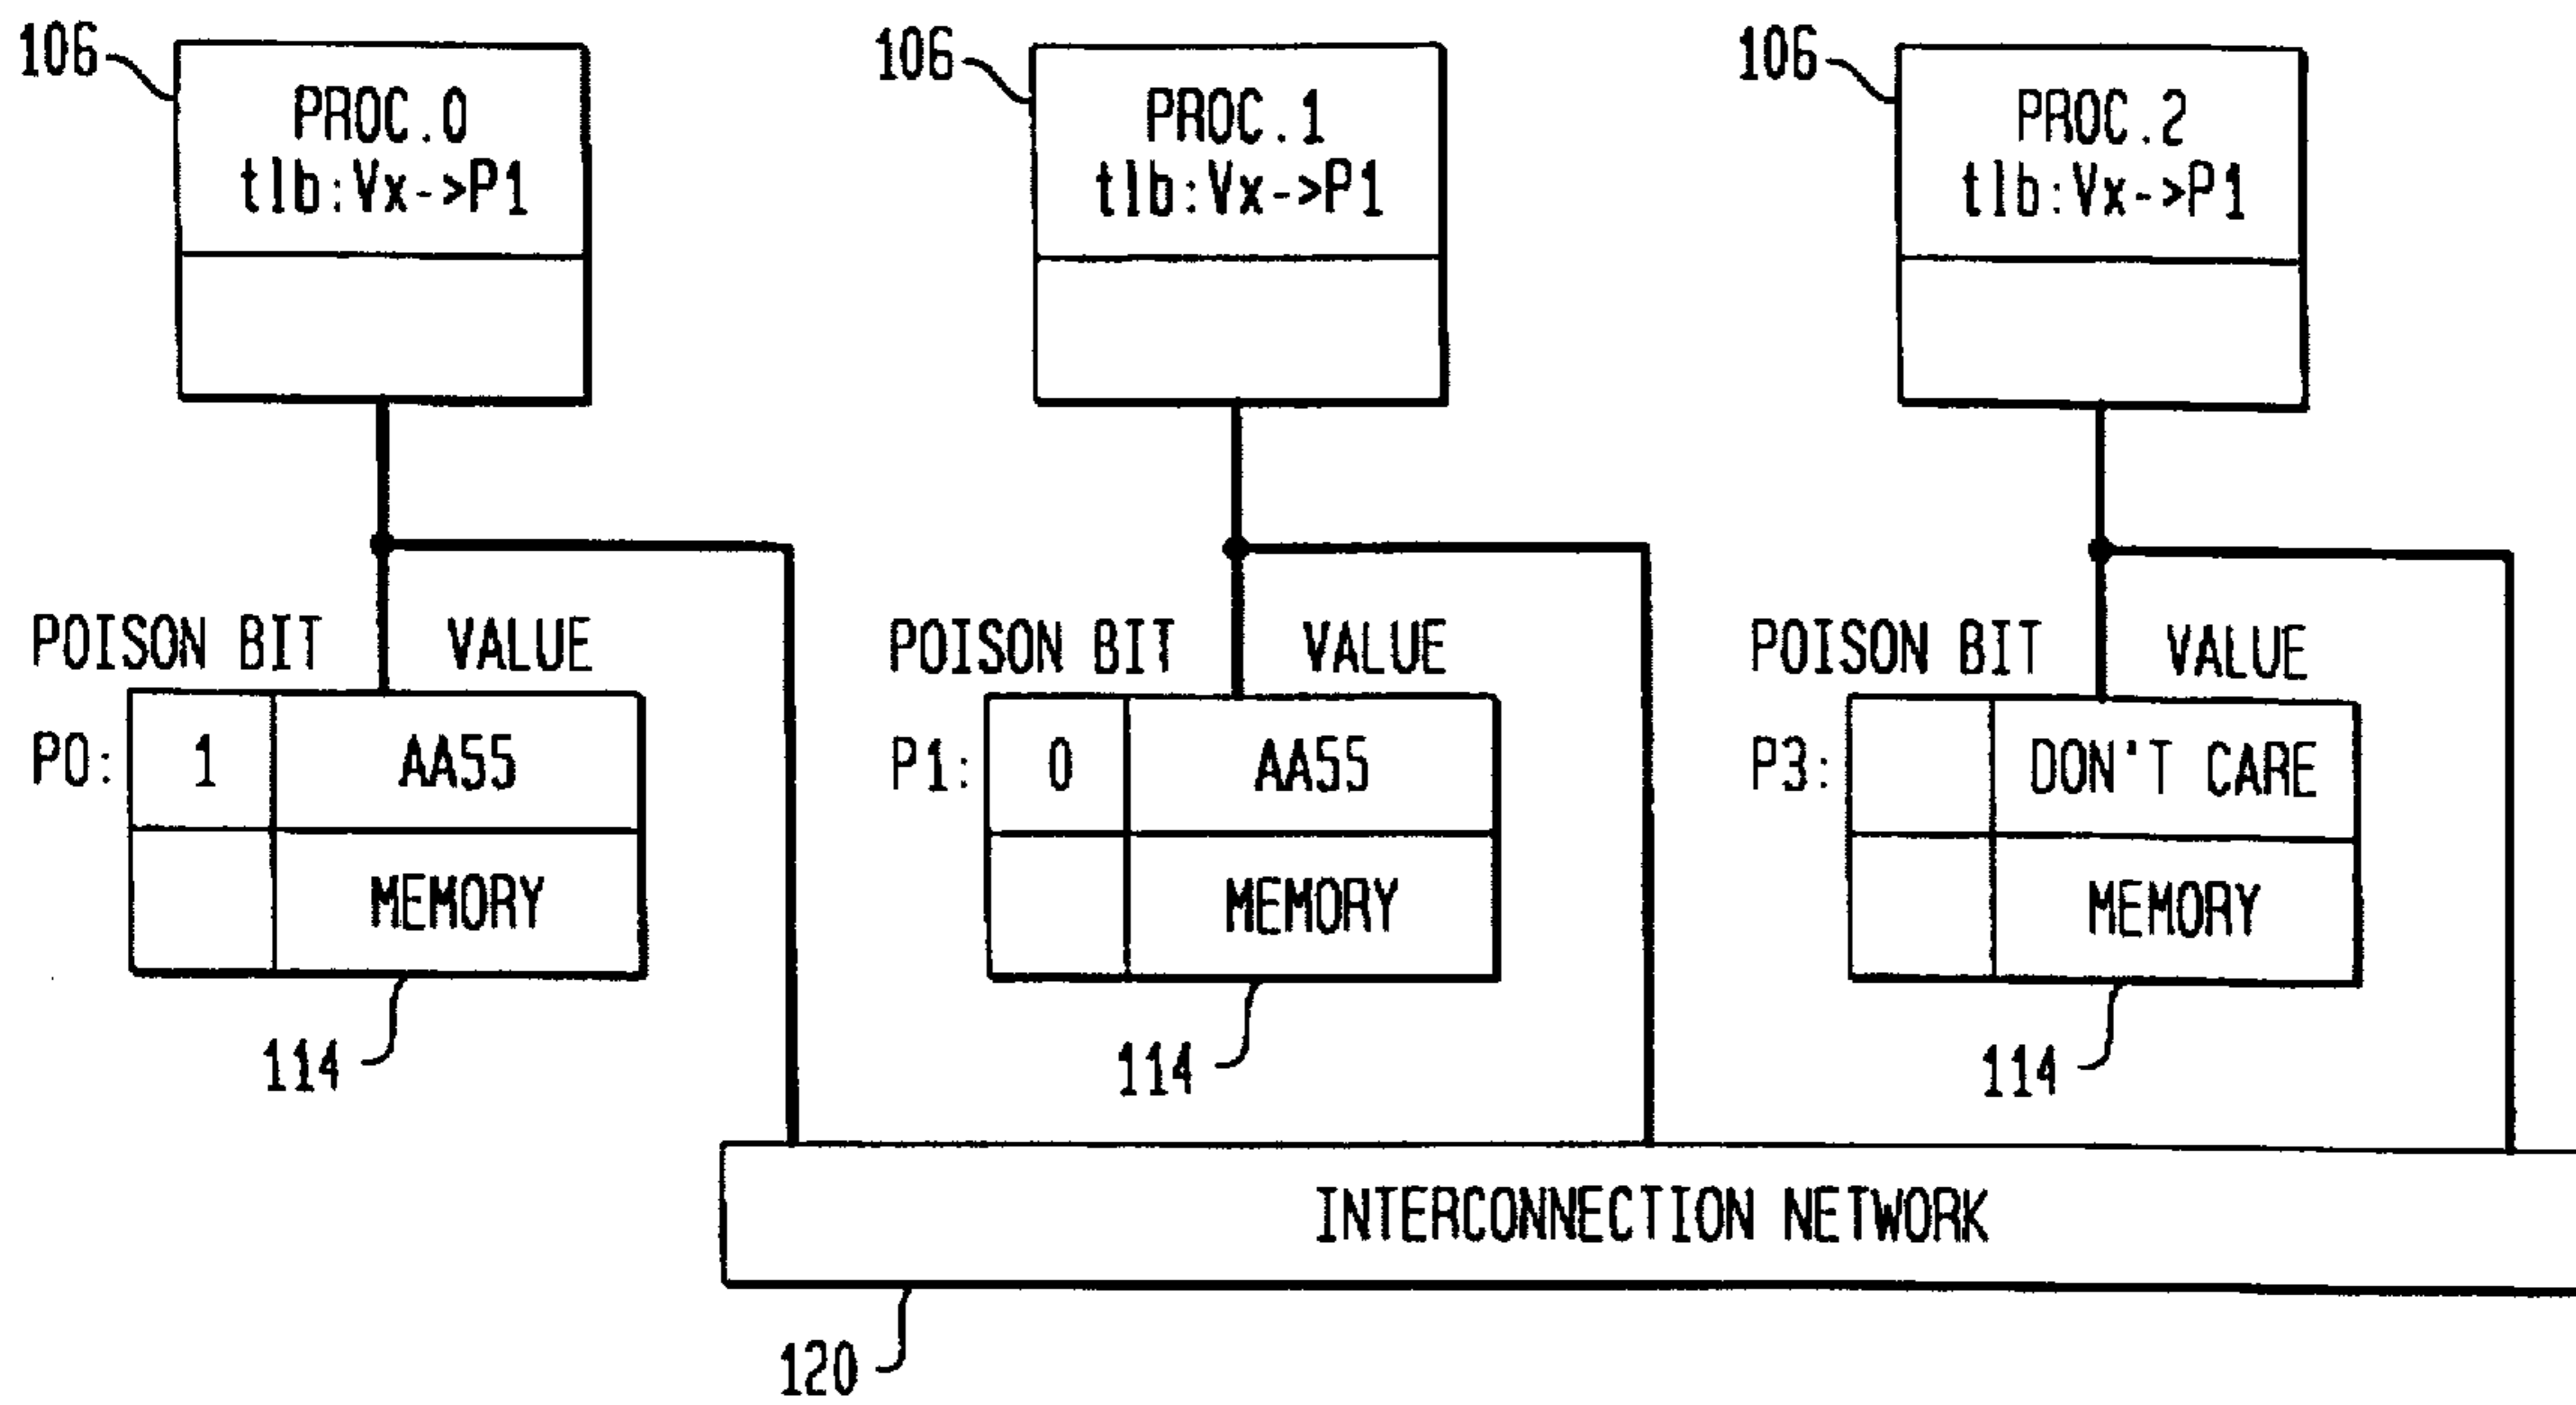 106
PROC.0
tlb:Vx->P1
106
PROC.1
tlb:Vx->P1
106
PROC.2
tlb:Vx->P1
POISON BIT VALUE
P0: 1 AA55
MEMORY
114
POISON BIT VALUE
P1: 0 AA55
MEMORY
114
POISON BIT VALUE
P3: DON'T CARE
MEMORY
114
INTERCONNECTION NETWORK
120